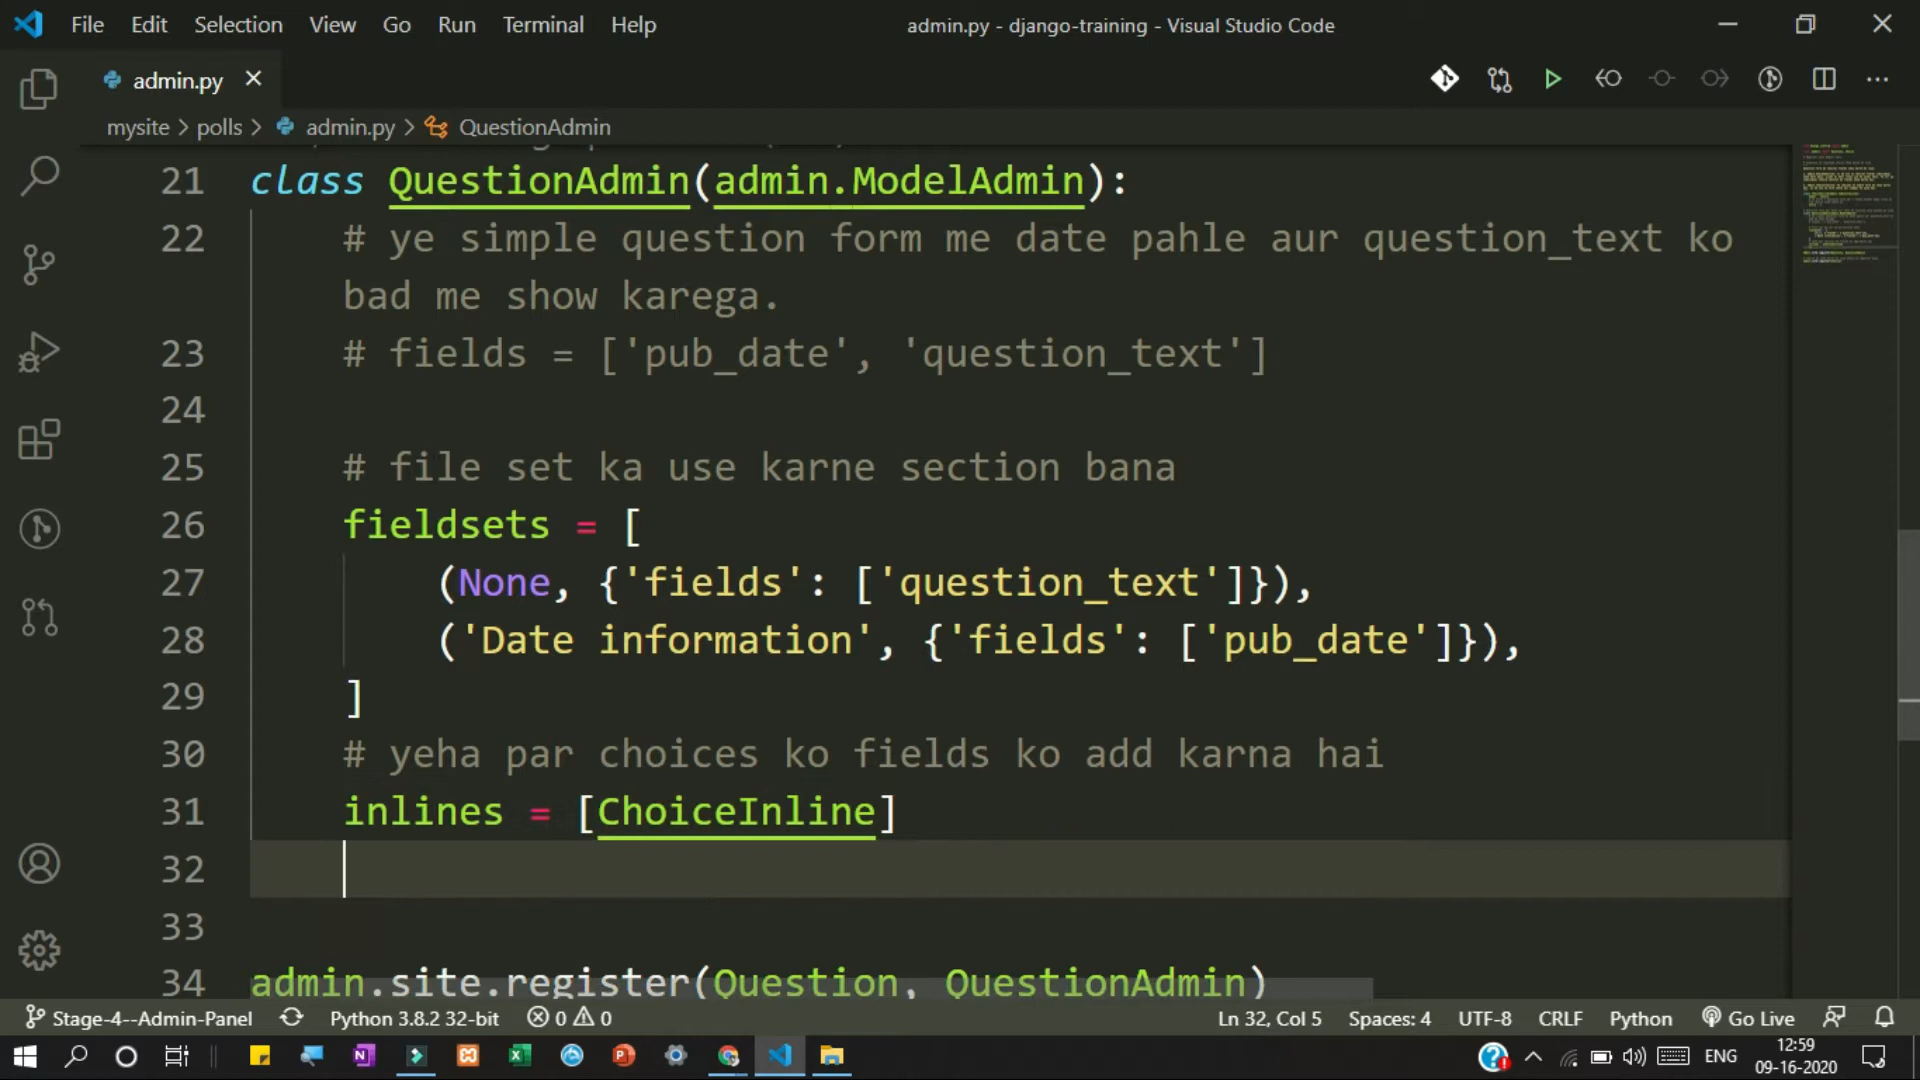 File Edit Selection View Go Run Terminal Help admin.py - django-training - Visual Studio Code
admin.py
mysite > polls > admin.py > QuestionAdmin
21 class QuestionAdmin(admin.ModelAdmin):
22 # ye simple question form me date pahle aur question_text ko
bad me show karega.
23 # fields = ['pub_date', 'question_text']
24
25 # file set ka use karne section bana
26 fieldsets = [
27 (None, {'fields': ['question_text']}),
28 ('Date information', {'fields': ['pub_date']}),
29 ]
30 # yeha par choices ko fields ko add karna hai
31 inlines = [ChoiceInline]
32
33
34 admin.site.register(Question, QuestionAdmin)
Stage-4--Admin-Panel Python 3.8.2 32-bit 0 0 Ln 32, Col 5 Spaces: 4 UTF-8 CRLF Python Go Live
ENG 12:59
09-16-2020